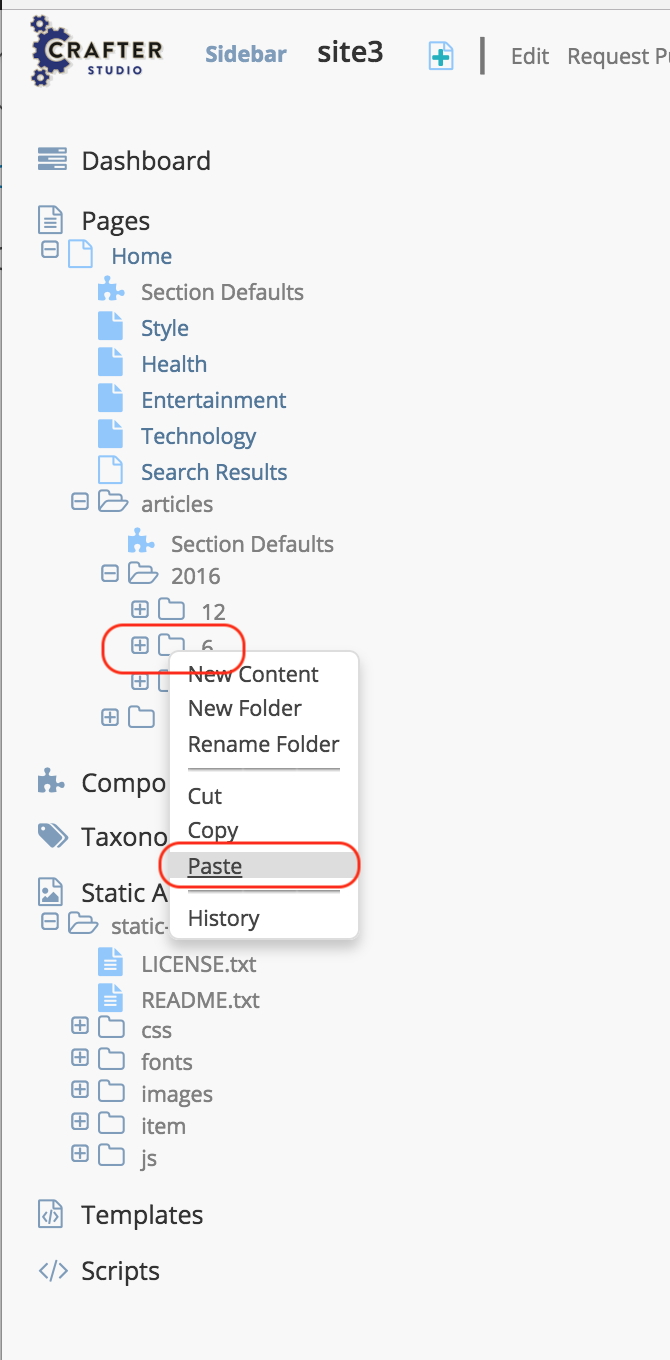 CRAFTER
STUDIO
Sidebar site3 Edit Request
Dashboard
Pages
Home
Section Defaults
Style
Health
Entertainment
Technology
Search Results
articles
Section Defaults
2016
12
6
New Content
New Folder
Rename Folder
Cut
Copy
Paste
History
Compo
Taxono
Static A
static-
LICENSE.txt
README.txt
css
fonts
images
item
js
Templates
Scripts